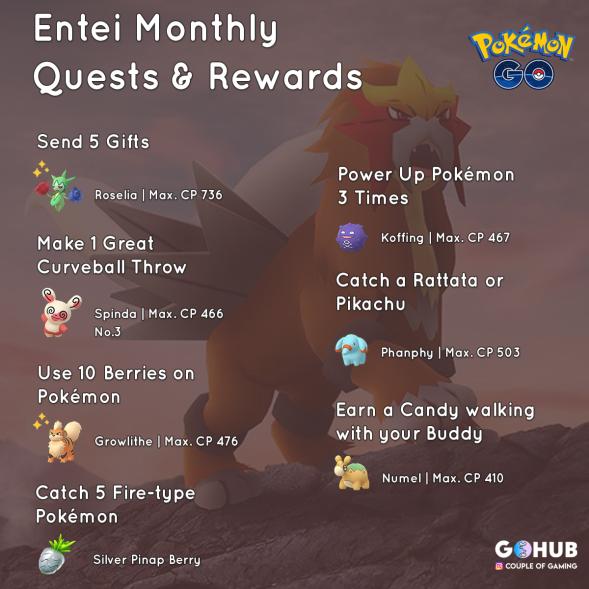 Entei Monthly
Quests & Rewards
POKÉMON
GO
Send 5 Gifts
Roselia | Max. CP 736
Make 1 Great
Curveball Throw
Spinda | Max. CP 466
No.3
Use 10 Berries on
Pokémon
Growlithe | Max. CP 476
Catch 5 Fire-type
Pokémon
Silver Pinap Berry
Power Up Pokémon
3 Times
Koffing | Max. CP 467
Catch a Rattata or
Pikachu
Phanphy | Max. CP 503
Earn a Candy walking
with your Buddy
Numel | Max. CP 410
GOHUB
COUPLE OF GAMING